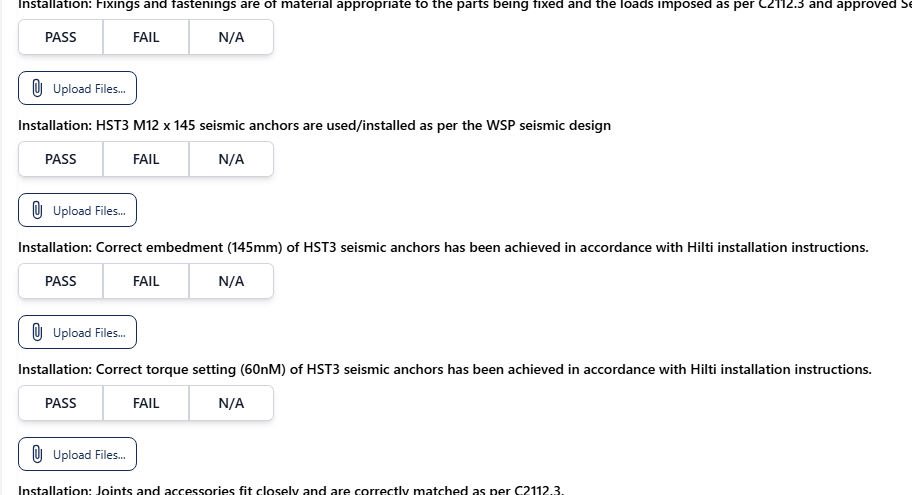 Installation: Fixings and fastenings are of material appropriate to the parts being fixed and the loads imposed as per C2112.3 and approved Se
PASS FAIL N/A
Upload Files...
Installation: HST3 M12 x 145 seismic anchors are used/installed as per the WSP seismic design
PASS FAIL N/A
Upload Files...
Installation: Correct embedment (145mm) of HST3 seismic anchors has been achieved in accordance with Hilti installation instructions.
PASS FAIL N/A
Upload Files...
Installation: Correct torque setting (60nM) of HST3 seismic anchors has been achieved in accordance with Hilti installation instructions.
PASS FAIL N/A
Upload Files...
Installation: Joints and accessories fit closely and are correctly matched as per C2112.3.